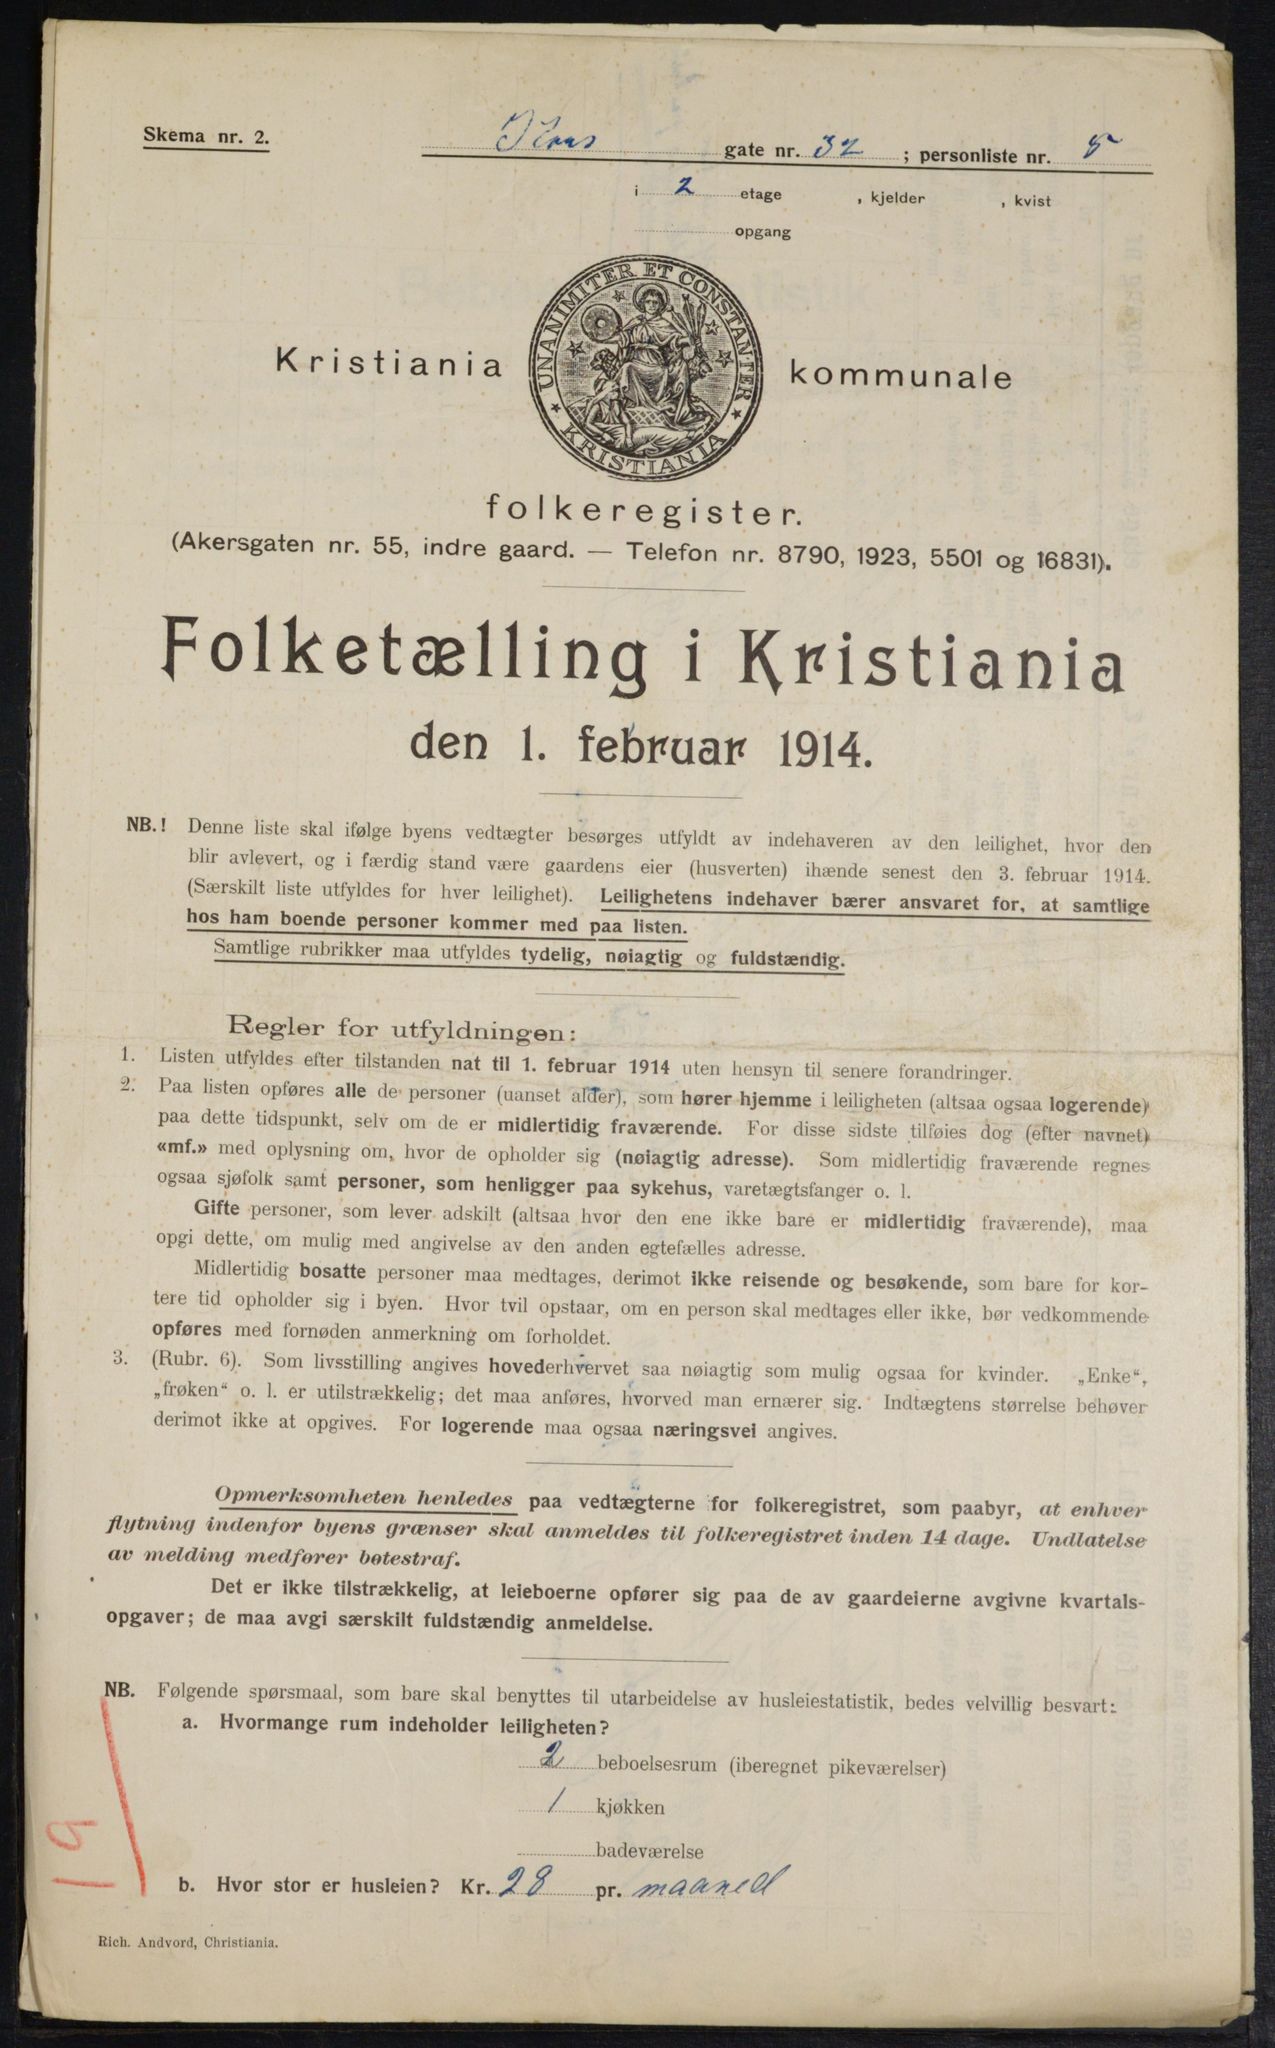 Skema nr. 2.
gate nr. 32 ; personliste nr. 5
i 2 etage , kjelder , kvist
opgang
UNANIMITER ET CONSTANTER
KRISTIANIA
Kristiania kommunale
folkeregister.
(Akersgaten nr. 55, indre gaard. — Telefon nr. 8790, 1923, 5501 og 16831).
Folketælling i Kristiania
den 1. februar 1914.
NB.! Denne liste skal ifølge byens vedtægter besørges utfyldt av indehaveren av den leilighet, hvor den
blir avlevert, og i færdig stand være gaardens eier (husverten) ihænde senest den 3. februar 1914.
(Særskilt liste utfyldes for hver leilighet). Leilighetens indehaver bærer ansvaret for, at samtlige
hos ham boende personer kommer med paa listen.
Samtlige rubrikker maa utfyldes tydelig, nøiagtig og fuldstændig.
Regler for utfyldningen:
1. Listen utfyldes efter tilstanden nat til 1. februar 1914 uten hensyn til senere forandringer.
2. Paa listen opføres alle de personer (uanset alder), som hører hjemme i leiligheten (altsaa ogsaa logerende)
paa dette tidspunkt, selv om de er midlertidig fraværende. For disse sidste tilføies dog (efter navnet)
«mf.» med oplysning om, hvor de opholder sig (nøiagtig adresse). Som midlertidig fraværende regnes
ogsaa sjøfolk samt personer, som henligger paa sykehus, varetægtsfanger o. l.
Gifte personer, som lever adskilt (altsaa hvor den ene ikke bare er midlertidig fraværende), maa
opgi dette, om mulig med angivelse av den anden egtefælles adresse.
Midlertidig bosatte personer maa medtages, derimot ikke reisende og besøkende, som bare for kor-
tere tid opholder sig i byen. Hvor tvil opstaar, om en person skal medtages eller ikke, bør vedkommende
opføres med fornøden anmerkning om forholdet.
3. (Rubr. 6). Som livsstilling angives hovederhvervet saa nøiagtig som mulig ogsaa for kvinder. „Enke“,
„frøken“ o. l. er utilstrækkelig; det maa anføres, hvorved man ernærer sig. Indtægtens størrelse behøver
derimot ikke at opgives. For logerende maa ogsaa næringsvei angives.
Opmerksomheten henledes paa vedtægterne for folkeregistret, som paabyr, at enhver
flytning indenfor byens grænser skal anmeldes til folkeregistret inden 14 dage. Undlatelse
av melding medfører bøtestraf.
Det er ikke tilstrækkelig, at leieboerne opfører sig paa de av gaardeierne avgivne kvartals-
opgaver; de maa avgi særskilt fuldstændig anmeldelse.
NB. Følgende spørsmaal, som bare skal benyttes til utarbeidelse av husleiestatistik, bedes velvillig besvart:
a. Hvormange rum indeholder leiligheten?
2 beboelsesrum (iberegnet pikeværelser)
1 kjøkken
badeværelse
b. Hvor stor er husleien? Kr. 28 pr. maaned
Rich. Andvord, Christiania.